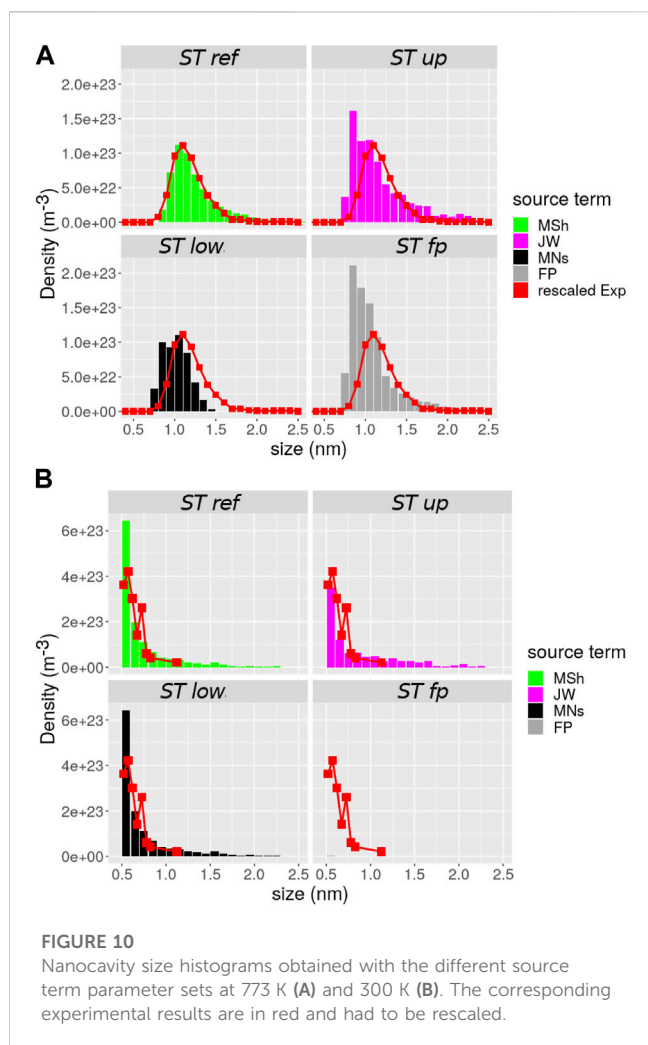 A
ST ref
ST up
2.0e+23
1.5e+23
1.0e+23
5.0e+22
0.0e+00
ST low.
ST fp
2.0e+23
1.5e+23
1.0e+23
5.0e+22
0.0e+00
Density (m-3)
0.5 1.0 1.5 2.0 2.5
0.5 1.0 1.5 2.0 2.5
size (nm)
source term
MSh
JW
MNs
FP
rescaled Exp
B
ST ref
ST up
6e+23
4e+23
2e+23
0e+00
ST low.
ST fp
6e+23
4e+23
2e+23
0e+00
Density (m-3)
0.5 1.0 1.5 2.0 2.5
0.5 1.0 1.5 2.0 2.5
size (nm)
source term
MSh
JW
MNs
FP
FIGURE 10
Nanocavity size histograms obtained with the different source
term parameter sets at 773 K (A) and 300 K (B). The corresponding
experimental results are in red and had to be rescaled.